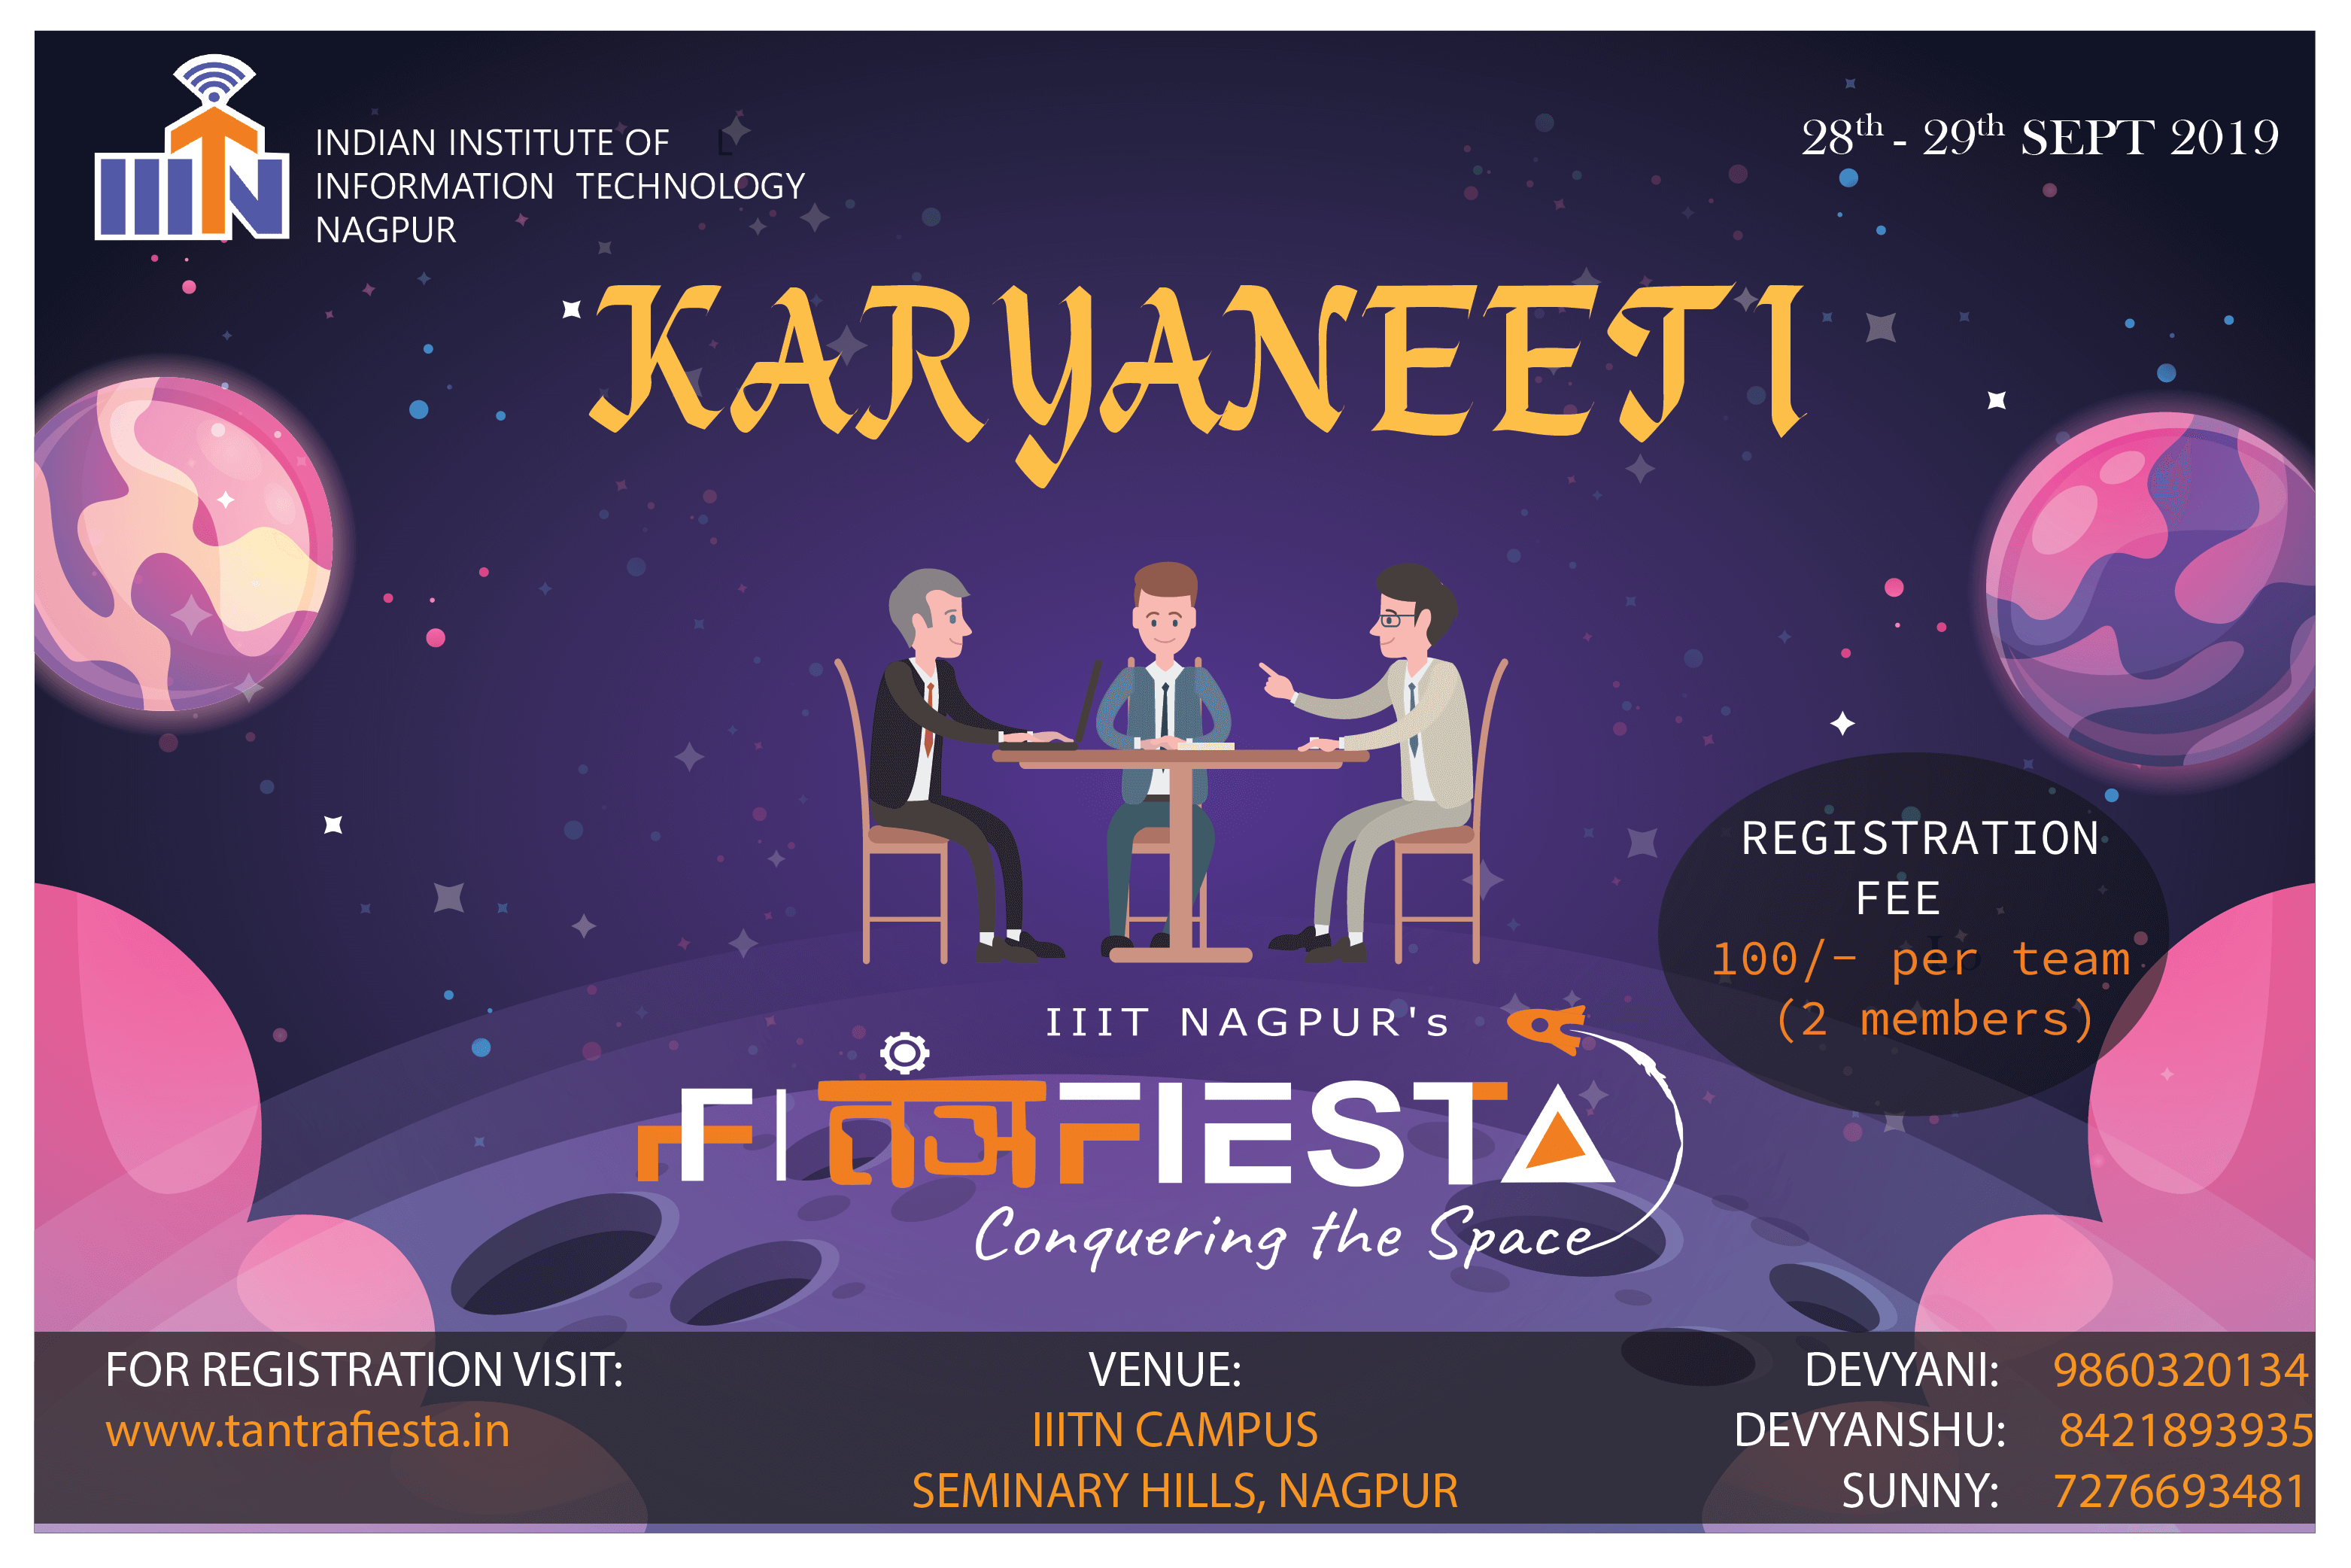 IIITN
INDIAN INSTITUTE OF
INFORMATION TECHNOLOGY
NAGPUR
28th - 29th SEPT 2019
KARYANEETI
REGISTRATION
FEE
100/- per team
(2 members)
IIIT NAGPUR's
तंत्रFIESTA
Conquering the Space
FOR REGISTRATION VISIT:
www.tantrafiesta.in
VENUE:
IIITN CAMPUS
SEMINARY HILLS, NAGPUR
DEVYANI: 9860320134
DEVYANSHU: 8421893935
SUNNY: 7276693481